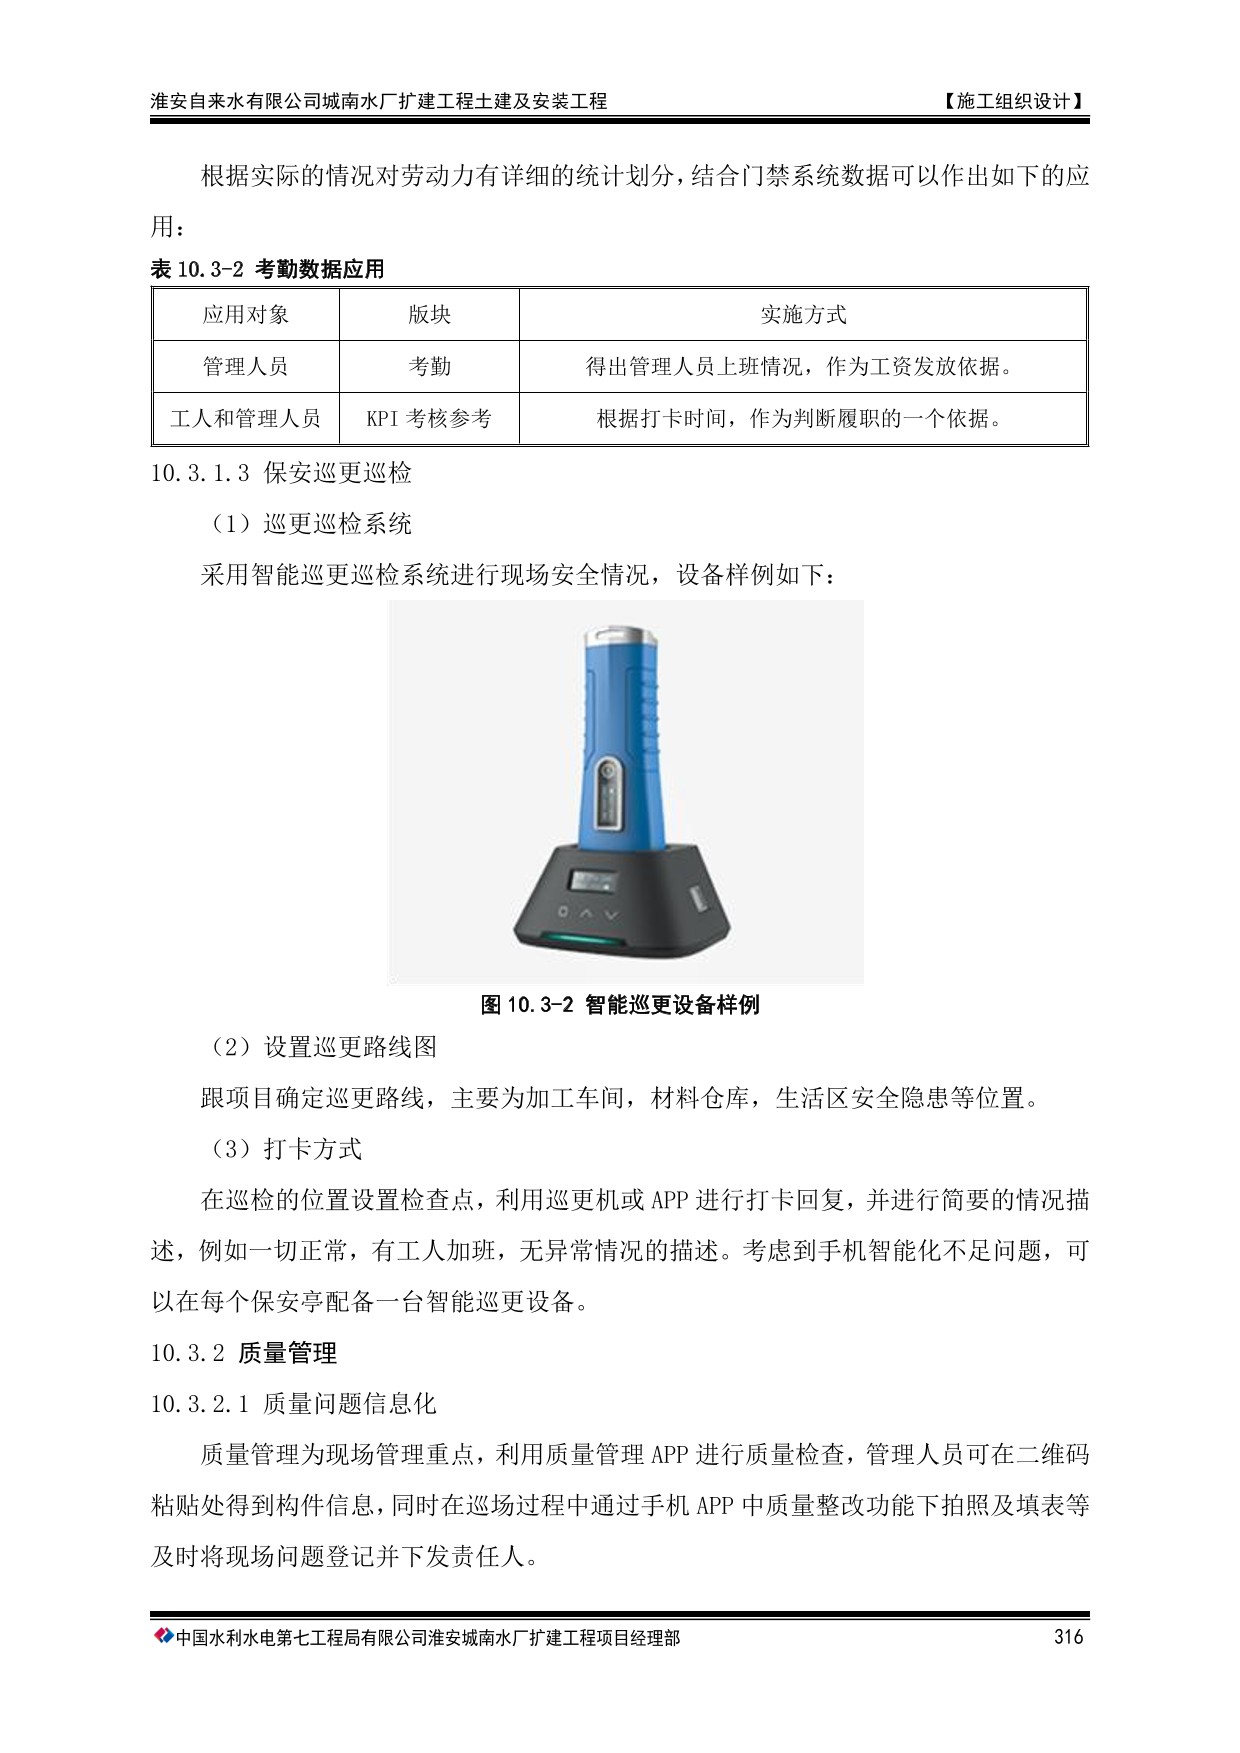 淮安自来水有限公司城南水厂扩建工程土建及安装工程 【施工组织设计】
根据实际的情况对劳动力有详细的统计划分，结合门禁系统数据可以作出如下的应
用：
表 10.3-2 考勤数据应用
应用对象 版块 实施方式
管理人员 考勤 得出管理人员上班情况，作为工资发放依据。
工人和管理人员 KPI 考核参考 根据打卡时间，作为判断履职的一个依据。
10.3.1.3 保安巡更巡检
（1）巡更巡检系统
采用智能巡更巡检系统进行现场安全情况，设备样例如下：
图 10.3-2 智能巡更设备样例
（2）设置巡更路线图
跟项目确定巡更路线，主要为加工车间，材料仓库，生活区安全隐患等位置。
（3）打卡方式
在巡检的位置设置检查点，利用巡更机或 APP 进行打卡回复，并进行简要的情况描
述，例如一切正常，有工人加班，无异常情况的描述。考虑到手机智能化不足问题，可
以在每个保安亭配备一台智能巡更设备。
10.3.2 质量管理
10.3.2.1 质量问题信息化
质量管理为现场管理重点，利用质量管理 APP 进行质量检查，管理人员可在二维码
粘贴处得到构件信息，同时在巡场过程中通过手机 APP 中质量整改功能下拍照及填表等
及时将现场问题登记并下发责任人。
中国水利水电第七工程局有限公司淮安城南水厂扩建工程项目经理部 316